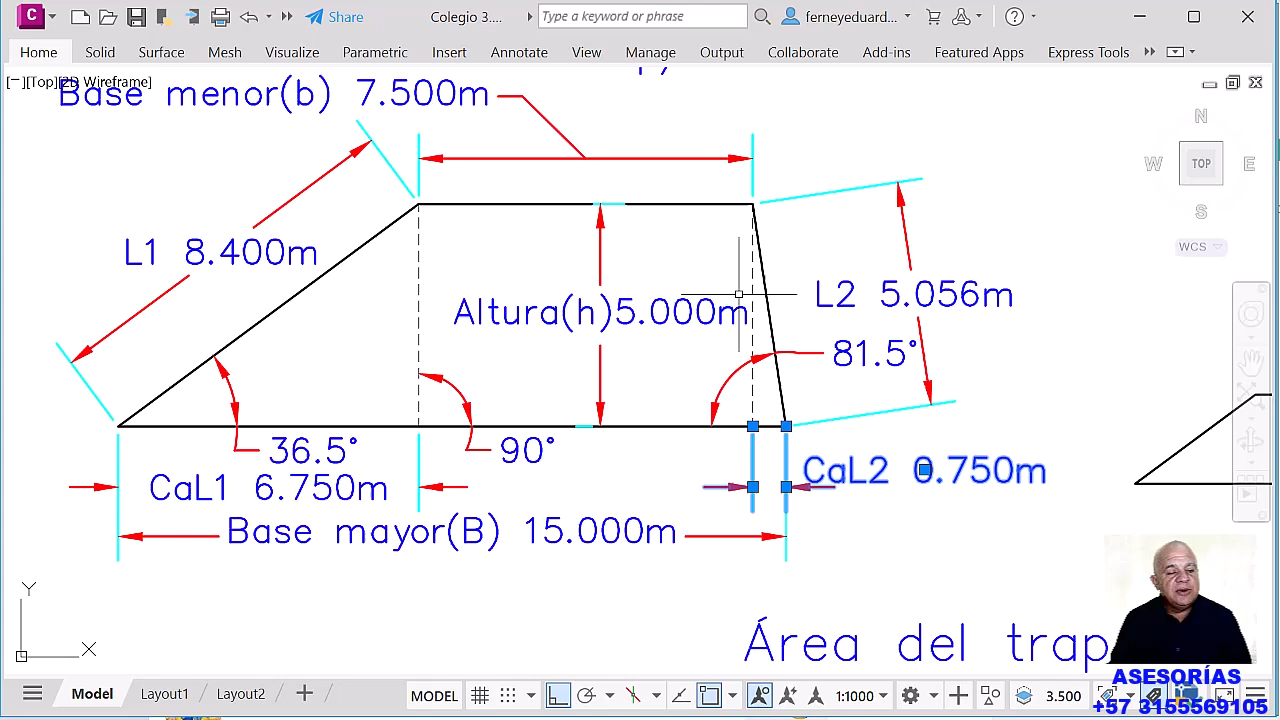 Share
Colegio 3....
Type a keyword or phrase
ferneyeduard...
Home Solid Surface Mesh Visualize Parametric Insert Annotate View Manage Output Collaborate Add-ins Featured Apps Express Tools
[−][Top][2D Wireframe]
Base menor(b) 7.500m
N
W TOP E
S
WCS
L1 8.400m
Altura(h)5.000m
L2 5.056m
81.5°
36.5°
90°
CaL1 6.750m
CaL2 0.750m
Base mayor(B) 15.000m
Y
X
Área del trap
ASESORÍAS
+57 3155569105
Model Layout1 Layout2
MODEL
1:1000
3.500